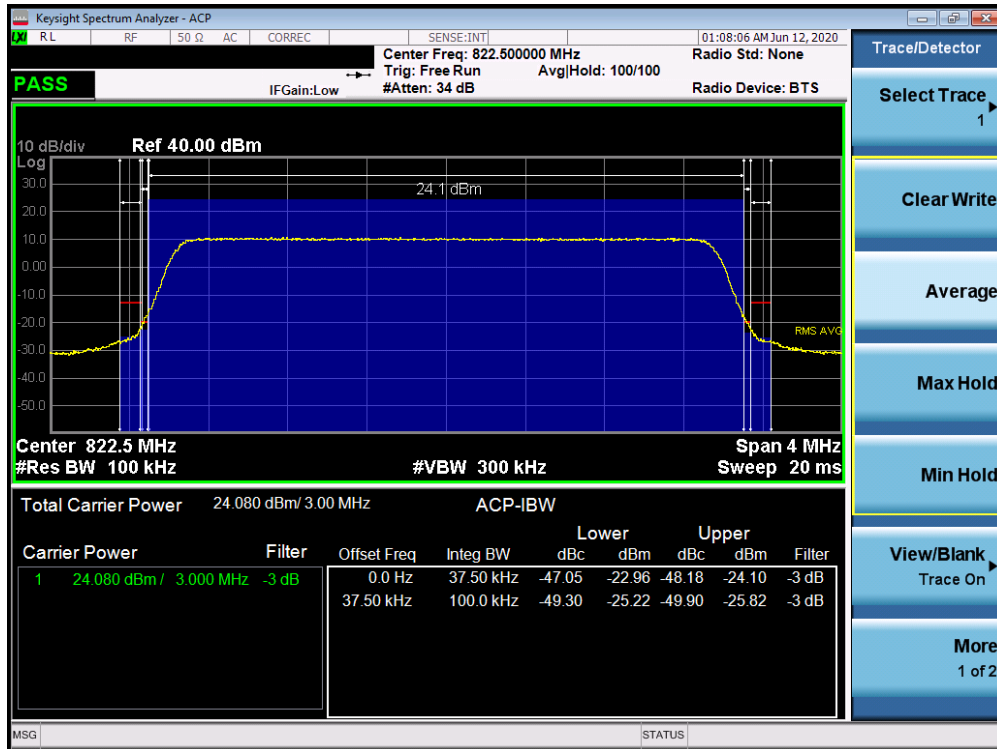 Keysight Spectrum Analyzer - ACP
LXI RL RF 50 Ω AC CORREC SENSE:INT 01:08:06 AM Jun 12, 2020
Center Freq: 822.500000 MHz Radio Std: None
Trig: Free Run Avg|Hold: 100/100
PASS IFGain:Low #Atten: 34 dB Radio Device: BTS
10 dB/div Ref 40.00 dBm
Log
30.0
24.1 dBm
20.0
10.0
0.00
-10.0
-20.0
RMS AVG
-30.0
-40.0
-50.0
Center 822.5 MHz Span 4 MHz
#Res BW 100 kHz #VBW 300 kHz Sweep 20 ms
Total Carrier Power 24.080 dBm/ 3.00 MHz ACP-IBW
Lower Upper
Carrier Power Filter Offset Freq Integ BW dBc dBm dBc dBm Filter
1 24.080 dBm / 3.000 MHz -3 dB 0.0 Hz 37.50 kHz -47.05 -22.96 -48.18 -24.10 -3 dB
37.50 kHz 100.0 kHz -49.30 -25.22 -49.90 -25.82 -3 dB
MSG STATUS
Trace/Detector
Select Trace
1
Clear Write
Average
Max Hold
Min Hold
View/Blank
Trace On
More
1 of 2